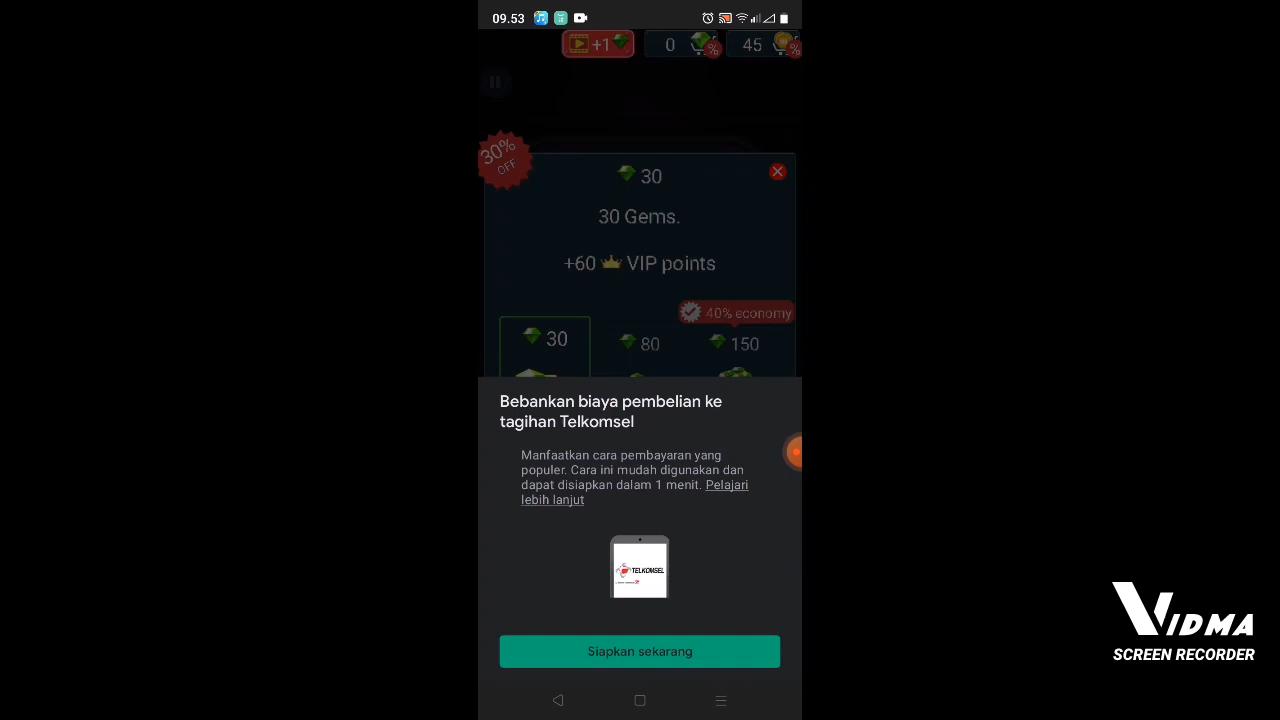 09.53
+1
0
%
45
%
30%
OFF
30
30 Gems.
+60 VIP points
40% economy
30
80
150
Bebankan biaya pembelian ke
tagihan Telkomsel
Manfaatkan cara pembayaran yang
populer. Cara ini mudah digunakan dan
dapat disiapkan dalam 1 menit. Pelajari
lebih lanjut
TELKOMSEL
Siapkan sekarang
VIDMA
SCREEN RECORDER